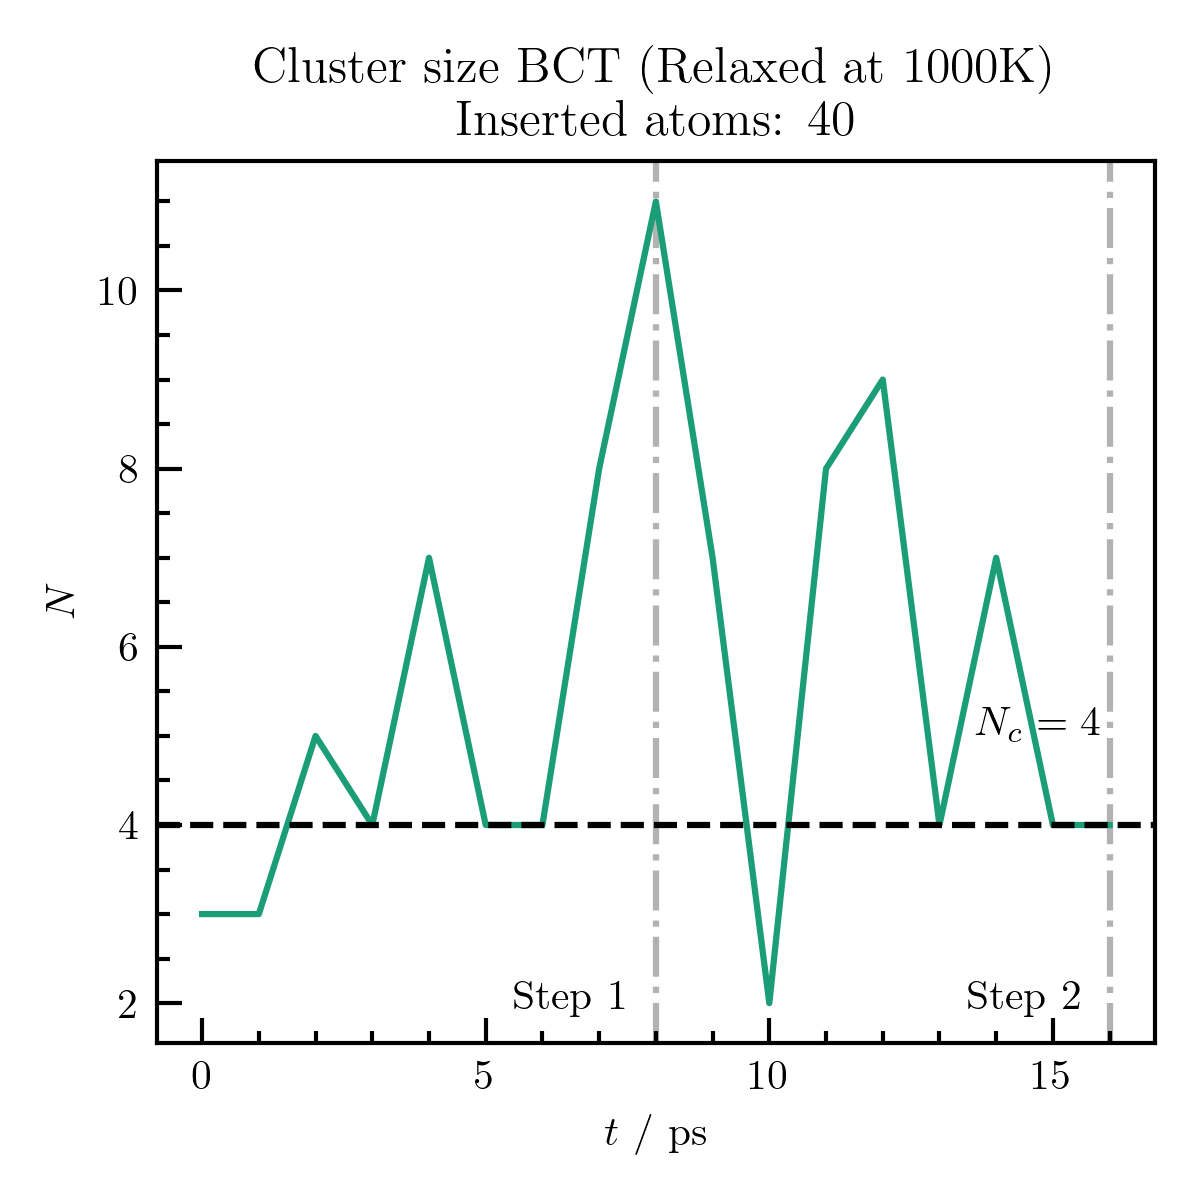 Cluster size BCT (Relaxed at 1000K)
Inserted atoms: 40
10
8
6
4
2
N
N_c = 4
Step 1
Step 2
0
5
10
15
t / ps